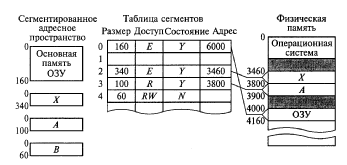 Сегментированное
адресное
пространство
0
Основная
память
ОЗУ
160
0
X
340
0
A
100
0
B
60
Таблица сегментов
Размер Доступ Состояние Адрес
0 160 E Y 6000
1
2 340 E Y 3460
3 100 R Y 3800
4 60 RW N
Физическая
память
0
Операционная
система
3460
X
3800
A
3900
4000
ОЗУ
4160